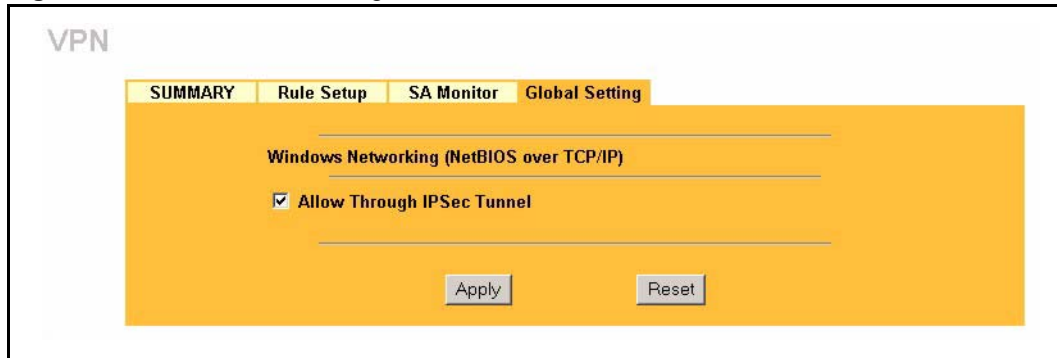 VPN
SUMMARY Rule Setup SA Monitor Global Setting
Windows Networking (NetBIOS over TCP/IP)
Allow Through IPSec Tunnel
Apply Reset